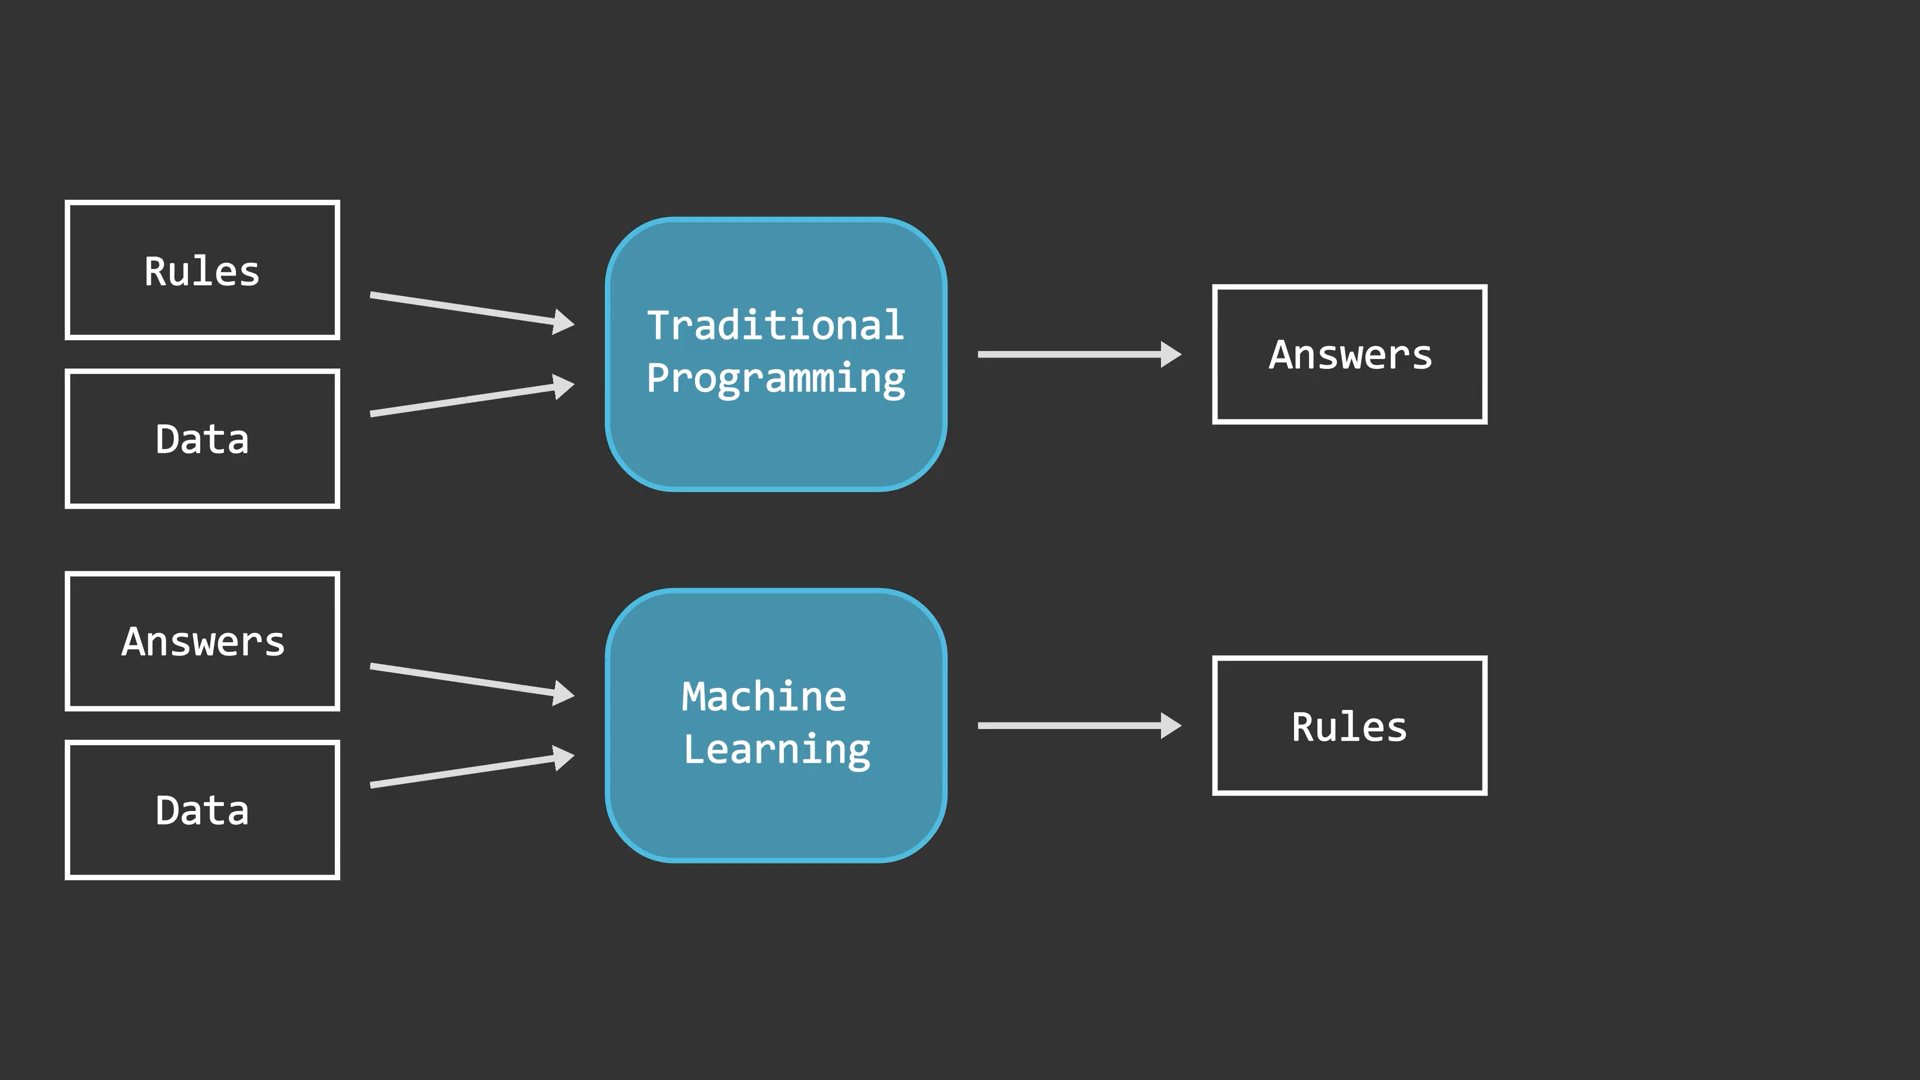 Rules
Data
Traditional
Programming
Answers
Answers
Data
Machine
Learning
Rules